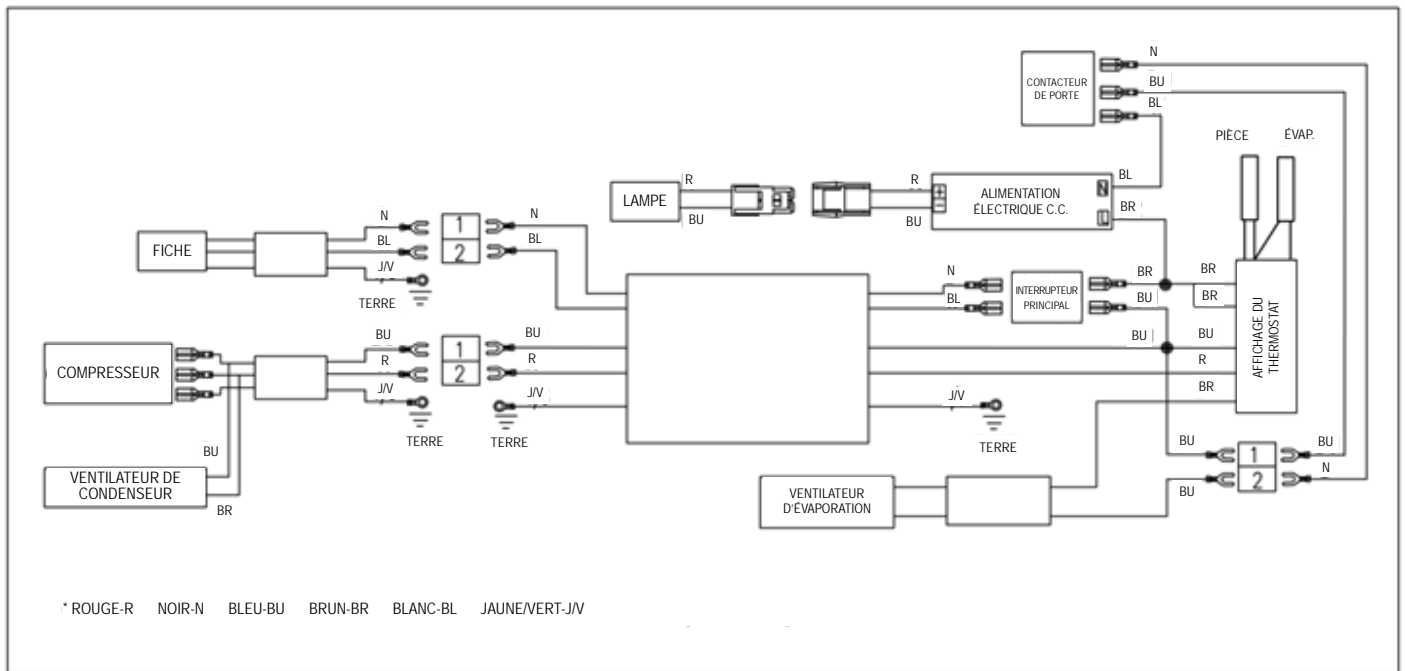 N
CONTACTEUR
DE PORTE
BU
BL
PIÈCE
ÉVAP.
LAMPE
R
BU
R
BU
+
−
ALIMENTATION
ÉLECTRIQUE C.C.
N
L
BL
BR
FICHE
N
BL
J/V
TERRE
1
2
N
BL
N
BL
INTERRUPTEUR
PRINCIPAL
BR
BU
BR
BR
BU
BU
R
BR
AFFICHAGE DU
THERMOSTAT
COMPRESSEUR
BU
R
J/V
TERRE
1
2
BU
R
J/V
TERRE
J/V
TERRE
BU
VENTILATEUR DE
CONDENSEUR
BR
VENTILATEUR
D'ÉVAPORATION
BU
BU
1
2
BU
N
* ROUGE-R NOIR-N BLEU-BU BRUN-BR BLANC-BL JAUNE/VERT-J/V